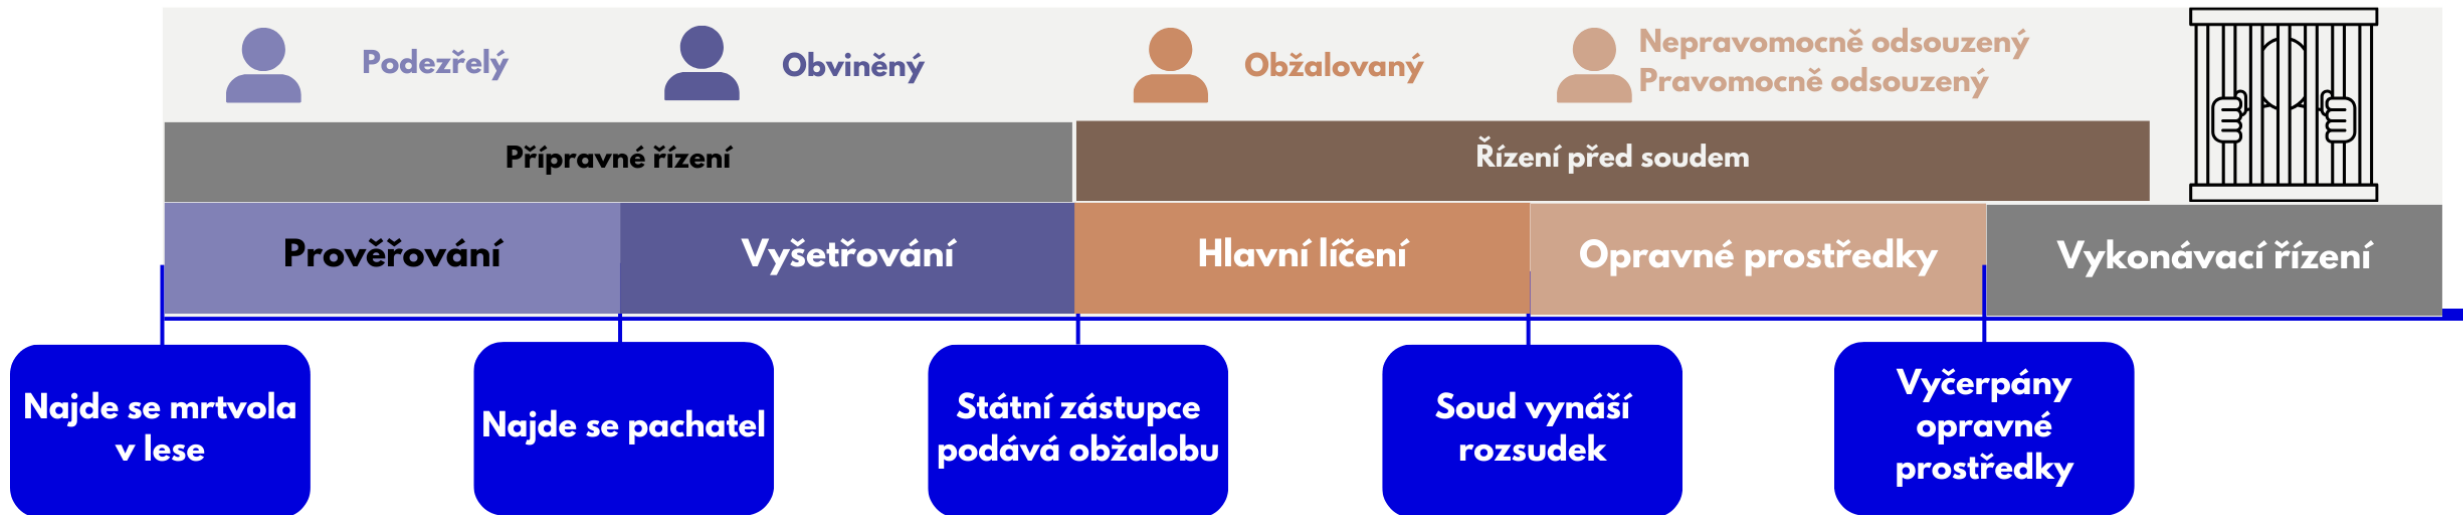 Podezřelý
Obviněný
Obžalovaný
Nepravomocně odsouzený
Pravomocně odsouzený
Přípravné řízení
Řízení před soudem
Prověřování
Vyšetřování
Hlavní líčení
Opravné prostředky
Vykonávací řízení
Najde se mrtvola
v lese
Najde se pachatel
Státní zástupce
podává obžalobu
Soud vynáší
rozsudek
Vyčerpány
opravné
prostředky